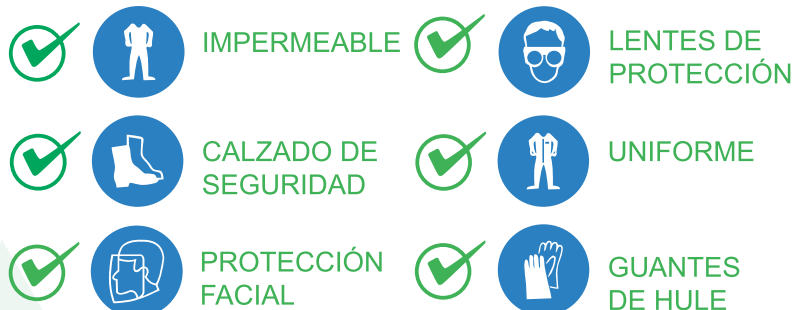 IMPERMEABLE
LENTES DE
PROTECCIÓN
CALZADO DE
SEGURIDAD
UNIFORME
PROTECCIÓN
FACIAL
GUANTES
DE HULE